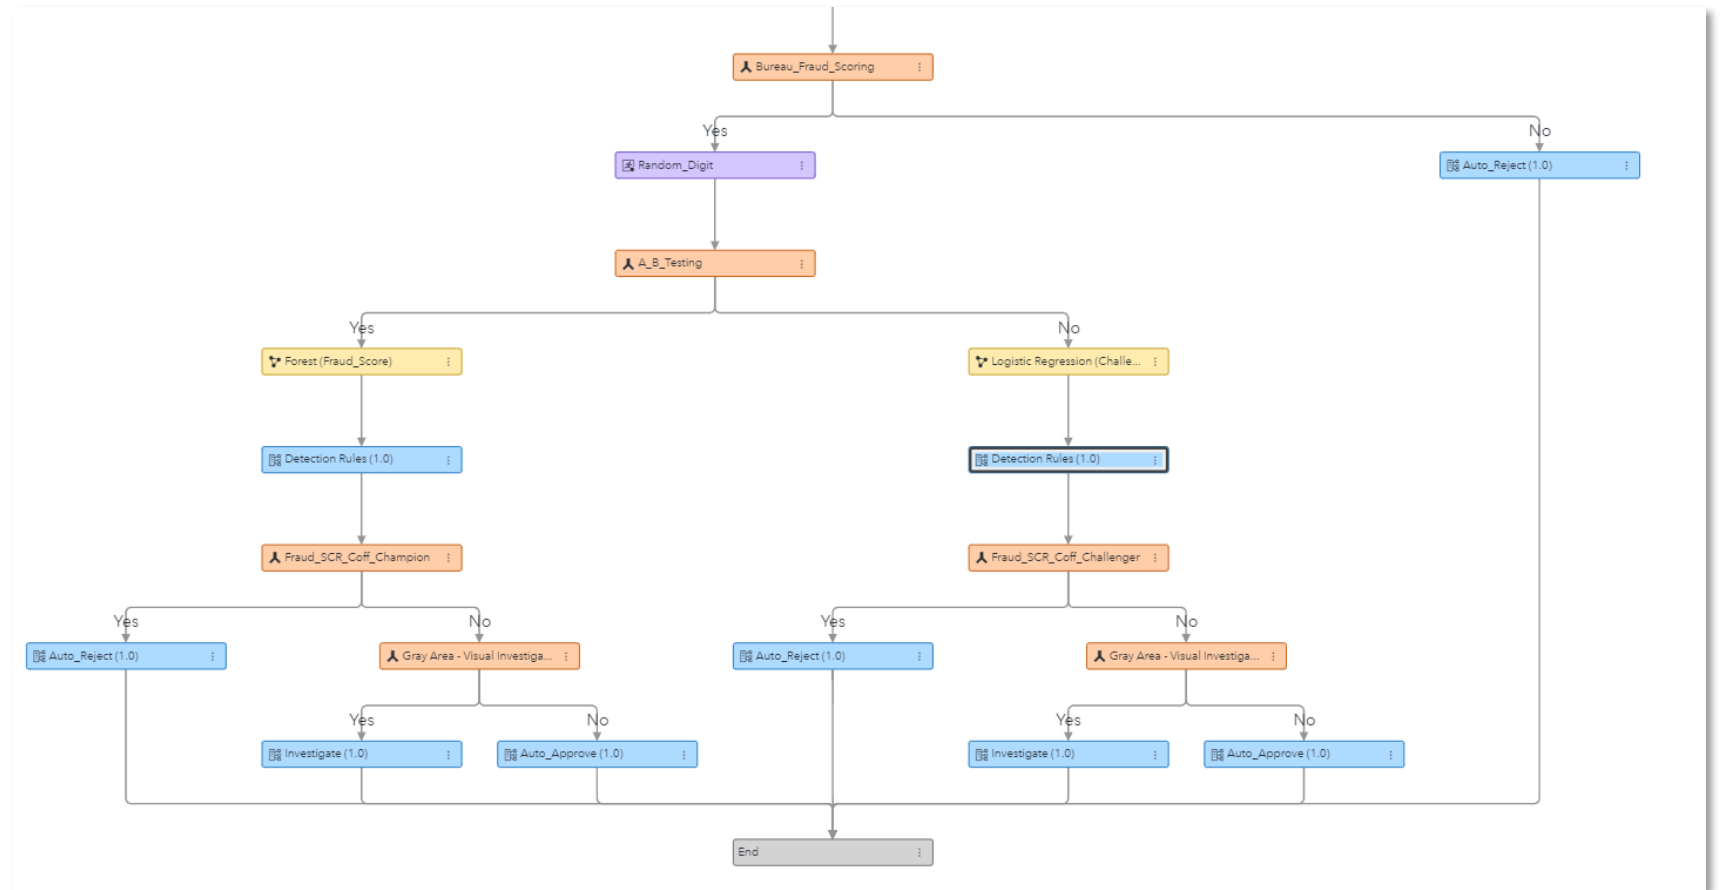 Bureau_Fraud_Scoring
Yes
No
Random_Digit
Auto_Reject (1.0)
A_B_Testing
Yes
No
Forest (Fraud_Score)
Logistic Regression (Challe...
Detection Rules (1.0)
Detection Rules (1.0)
Fraud_SCR_Coff_Champion
Fraud_SCR_Coff_Challenger
Yes
No
Yes
No
Auto_Reject (1.0)
Gray Area - Visual Investiga...
Auto_Reject (1.0)
Gray Area - Visual Investiga...
Yes
No
Yes
No
Investigate (1.0)
Auto_Approve (1.0)
Investigate (1.0)
Auto_Approve (1.0)
End